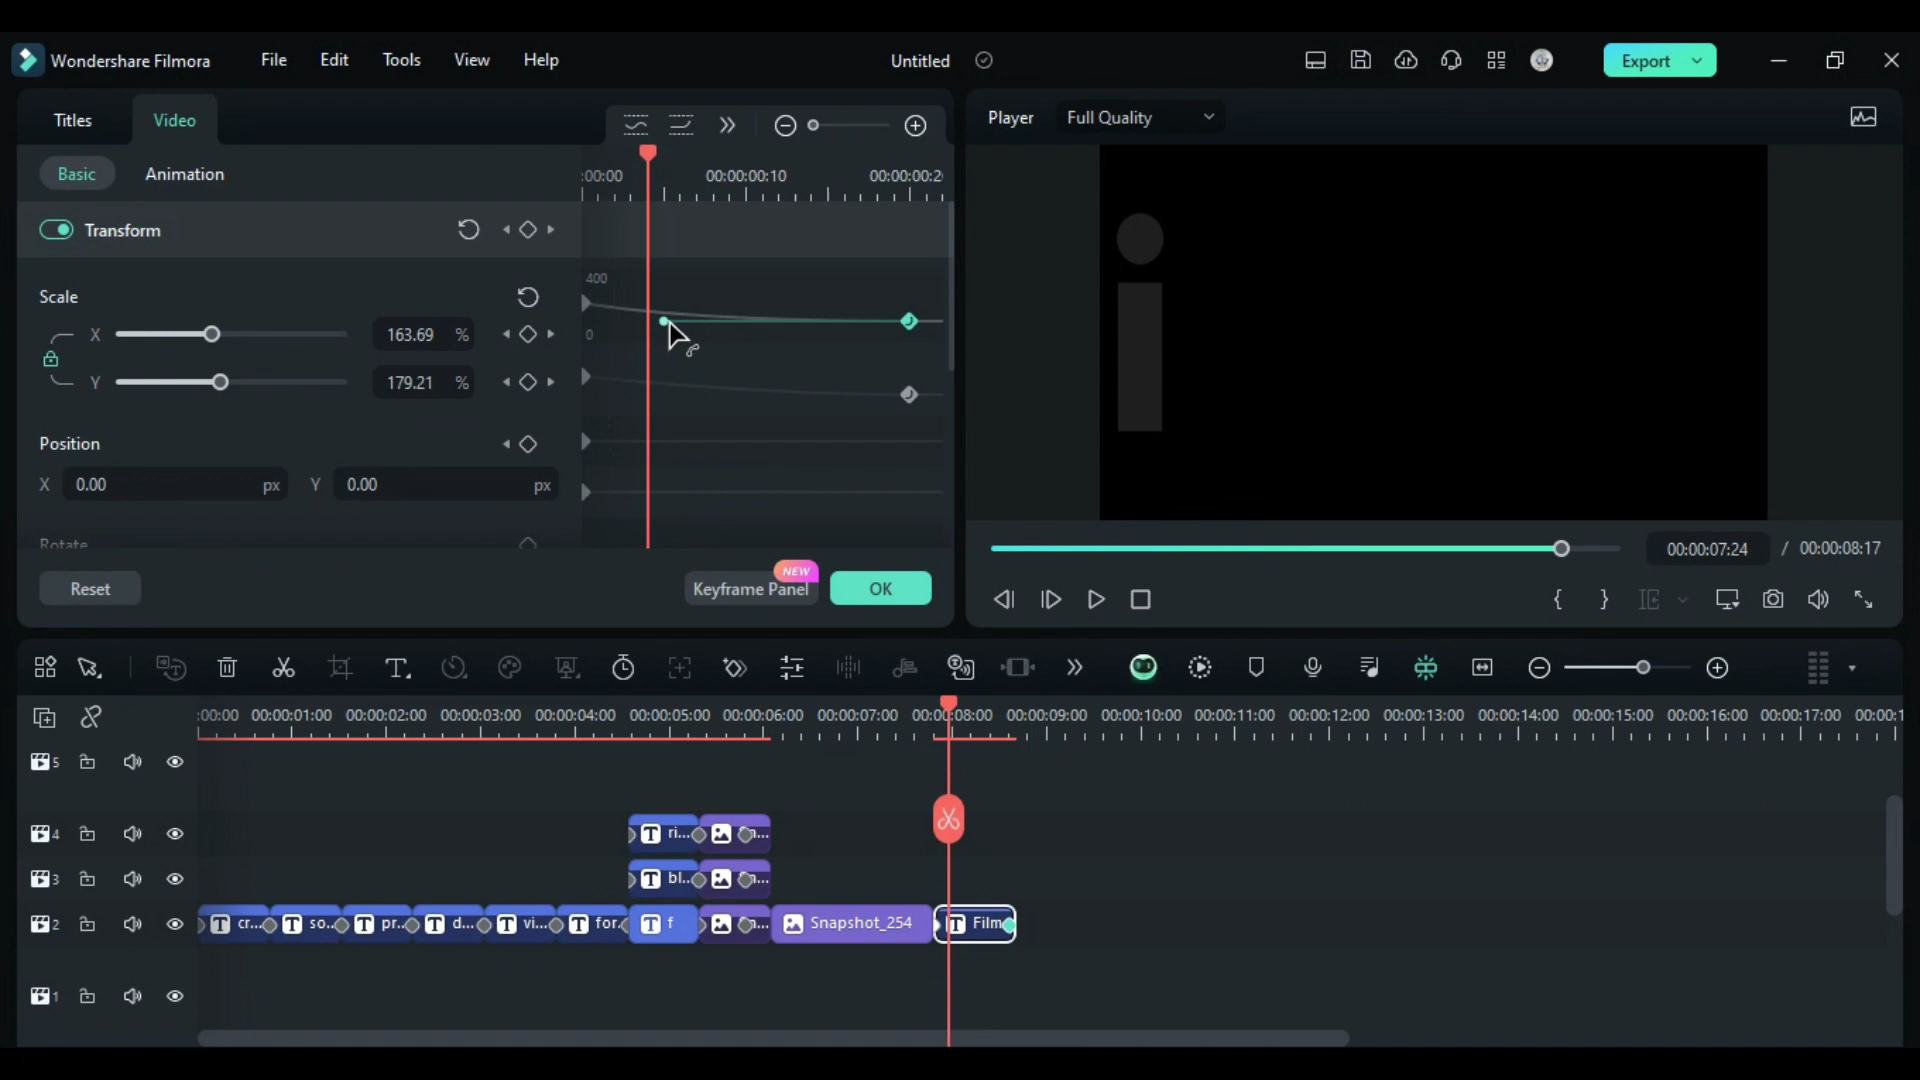 Wondershare Filmora File Edit Tools View Help Untitled Export
Titles Video
Player Full Quality
Basic Animation
:00:00 00:00:00:10 00:00:00:20
Transform
400
Scale
X 163.69 %
0
Y 179.21 %
Position
X 0.00 px Y 0.00 px
Rotate
00:00:07:24 / 00:00:08:17
NEW
Reset Keyframe Panel OK
:00:00 00:00:01:00 00:00:02:00 00:00:03:00 00:00:04:00 00:00:05:00 00:00:06:00 00:00:07:00 00:00:08:00 00:00:09:00 00:00:10:00 00:00:11:00 00:00:12:00 00:00:13:00 00:00:14:00 00:00:15:00 00:00:16:00 00:00:17:00 00:00:1
5
4 T ri...
3 T bl...
2 T cr... T so... T pr... T d... T vi... T for. T f Snapshot_254 T Film
1